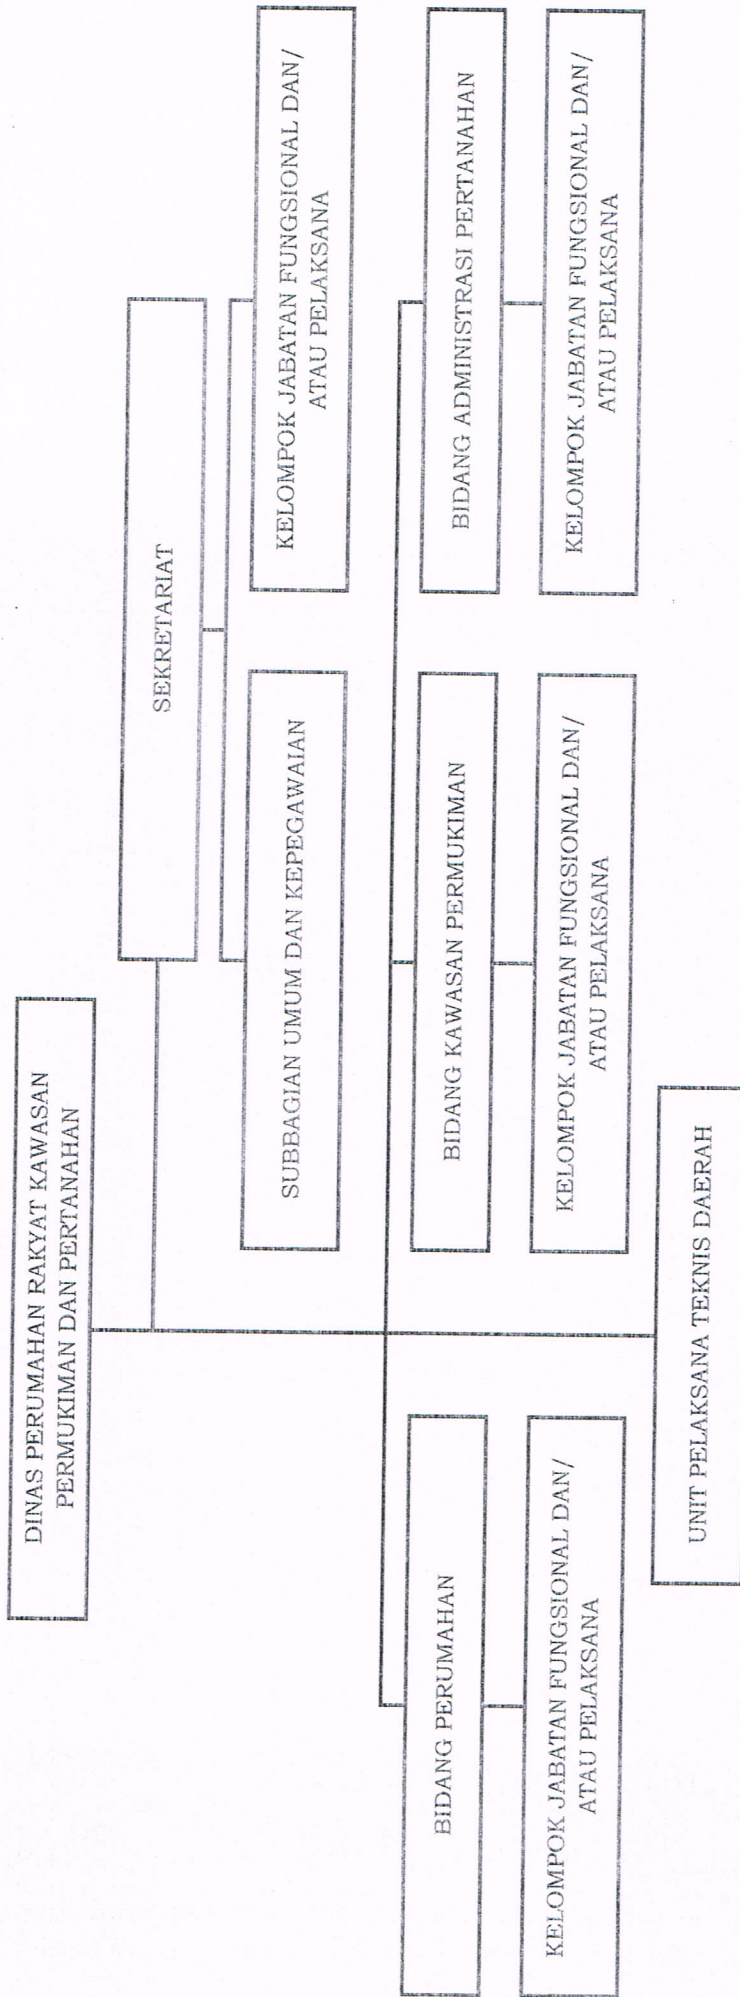 DINAS PERUMAHAN RAKYAT KAWASAN
PERMUKIMAN DAN PERTANAHAN
SEKRETARIAT
SUBBAGIAN UMUM DAN KEPEGAWAIAN
KELOMPOK JABATAN FUNGSIONAL DAN/
ATAU PELAKSANA
BIDANG PERUMAHAN
BIDANG KAWASAN PERMUKIMAN
BIDANG ADMINISTRASI PERTANAHAN
KELOMPOK JABATAN FUNGSIONAL DAN/
ATAU PELAKSANA
KELOMPOK JABATAN FUNGSIONAL DAN/
ATAU PELAKSANA
KELOMPOK JABATAN FUNGSIONAL DAN/
ATAU PELAKSANA
UNIT PELAKSANA TEKNIS DAERAH